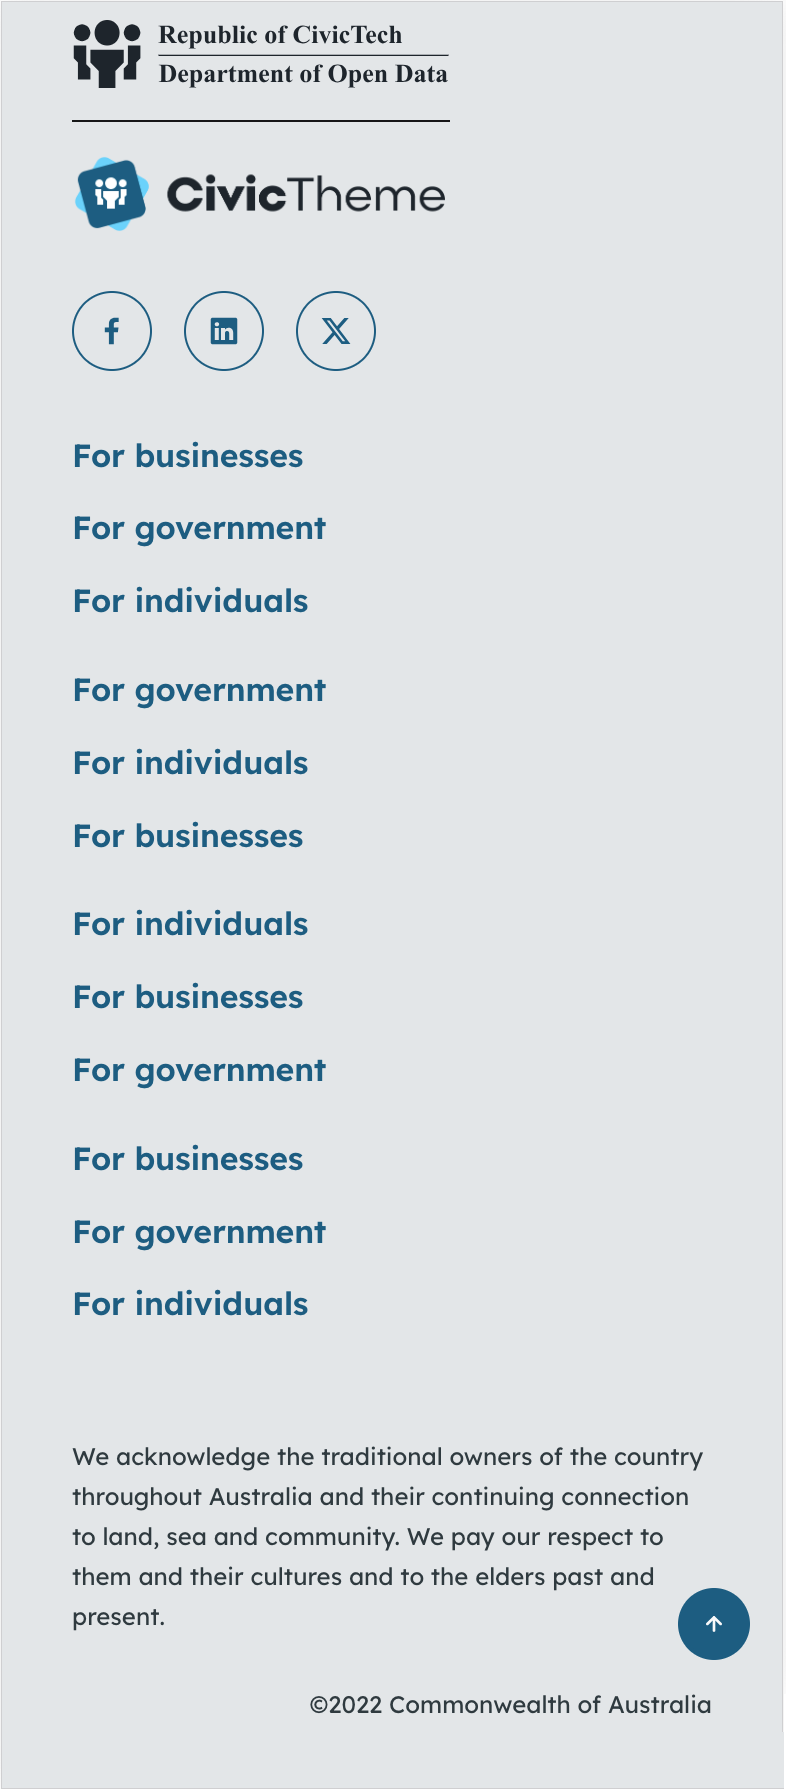 Republic of CivicTech
Department of Open Data
CivicTheme
For businesses
For government
For individuals
For government
For individuals
For businesses
For individuals
For businesses
For government
For businesses
For government
For individuals
We acknowledge the traditional owners of the country
throughout Australia and their continuing connection
to land, sea and community. We pay our respect to
them and their cultures and to the elders past and
present.
©2022 Commonwealth of Australia